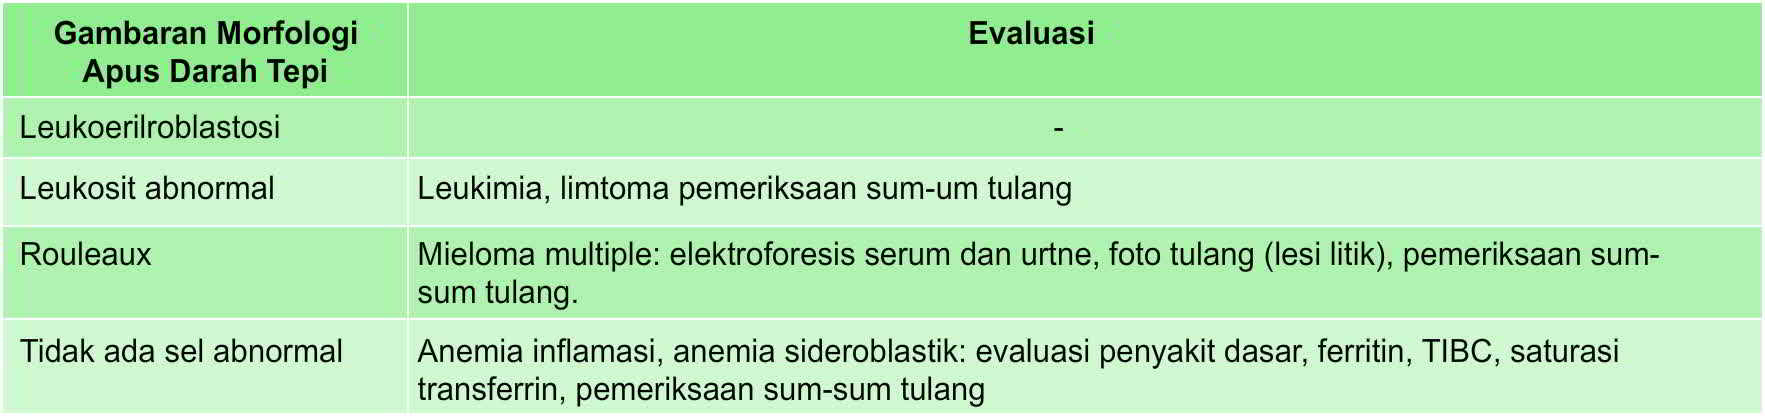 Gambaran Morfologi
Apus Darah Tepi
Evaluasi
Leukoerilroblastosi
-
Leukosit abnormal
Leukimia, limtoma pemeriksaan sum-um tulang
Rouleaux
Mieloma multiple: elektroforesis serum dan urtne, foto tulang (lesi litik), pemeriksaan sum-
sum tulang.
Tidak ada sel abnormal
Anemia inflamasi, anemia sideroblastik: evaluasi penyakit dasar, ferritin, TIBC, saturasi
transferrin, pemeriksaan sum-sum tulang